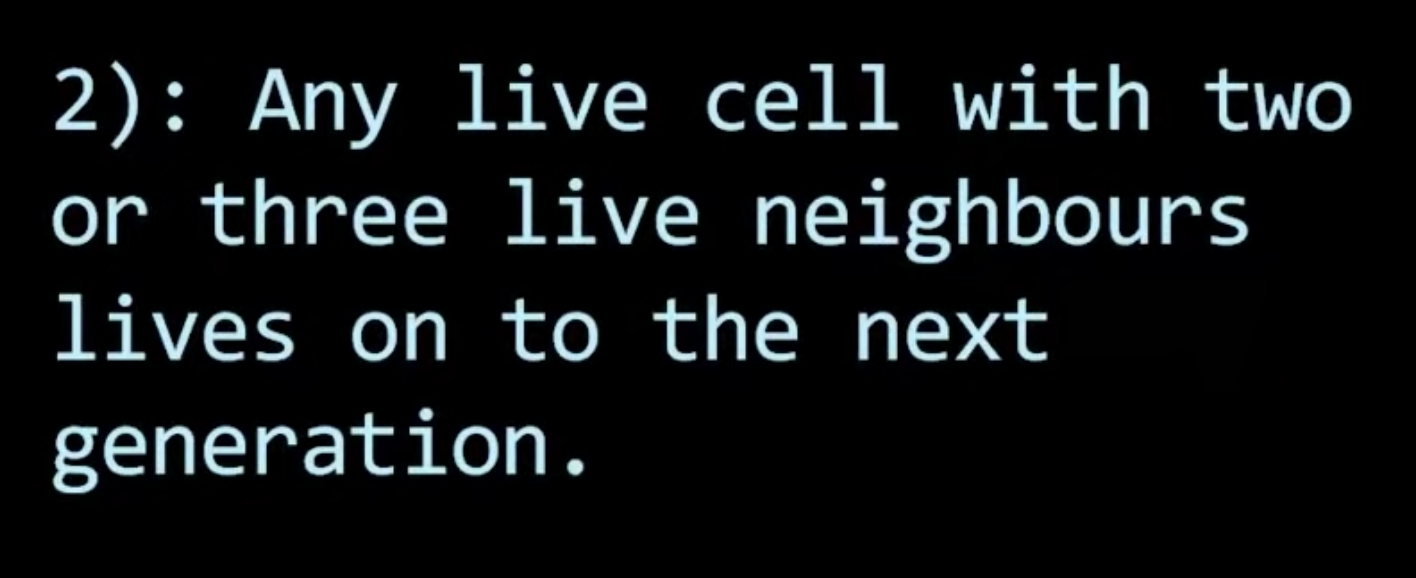 2): Any live cell with two
or three live neighbours
lives on to the next
generation.